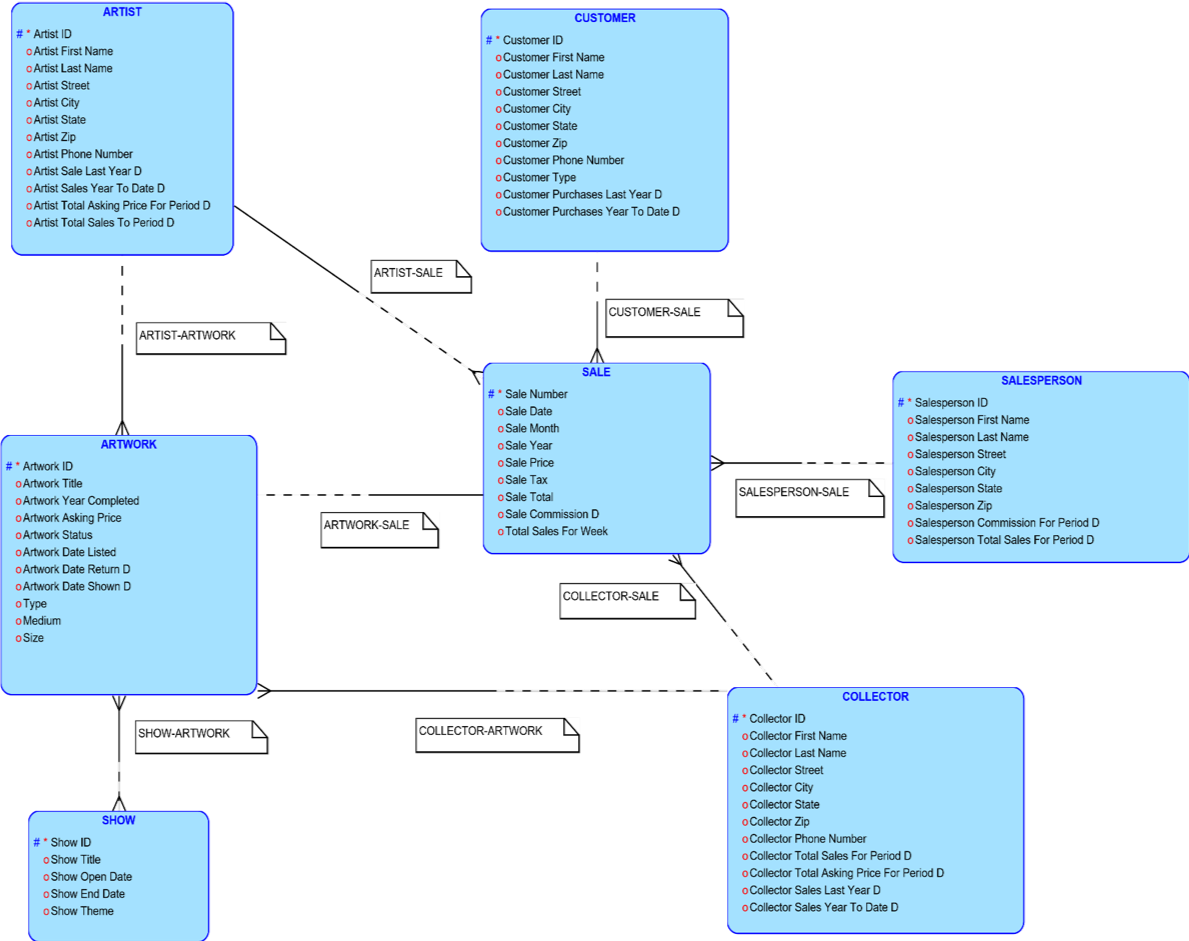 ARTIST
# * Artist ID
o Artist First Name
o Artist Last Name
o Artist Street
o Artist City
o Artist State
o Artist Zip
o Artist Phone Number
o Artist Sale Last Year D
o Artist Sales Year To Date D
o Artist Total Asking Price For Period D
o Artist Total Sales To Period D
CUSTOMER
# * Customer ID
o Customer First Name
o Customer Last Name
o Customer Street
o Customer City
o Customer State
o Customer Zip
o Customer Phone Number
o Customer Type
o Customer Purchases Last Year D
o Customer Purchases Year To Date D
ARTIST-SALE
CUSTOMER-SALE
ARTIST-ARTWORK
SALE
# * Sale Number
o Sale Date
o Sale Month
o Sale Year
o Sale Price
o Sale Tax
o Sale Total
o Sale Commission D
o Total Sales For Week
SALESPERSON
# * Salesperson ID
o Salesperson First Name
o Salesperson Last Name
o Salesperson Street
o Salesperson City
o Salesperson State
o Salesperson Zip
o Salesperson Commission For Period D
o Salesperson Total Sales For Period D
SALESPERSON-SALE
ARTWORK
# * Artwork ID
o Artwork Title
o Artwork Year Completed
o Artwork Asking Price
o Artwork Status
o Artwork Date Listed
o Artwork Date Return D
o Artwork Date Shown D
o Type
o Medium
o Size
ARTWORK-SALE
COLLECTOR-SALE
SHOW-ARTWORK
COLLECTOR-ARTWORK
COLLECTOR
# * Collector ID
o Collector First Name
o Collector Last Name
o Collector Street
o Collector City
o Collector State
o Collector Zip
o Collector Phone Number
o Collector Total Sales For Period D
o Collector Total Asking Price For Period D
o Collector Sales Last Year D
o Collector Sales Year To Date D
SHOW
# * Show ID
o Show Title
o Show Open Date
o Show End Date
o Show Theme